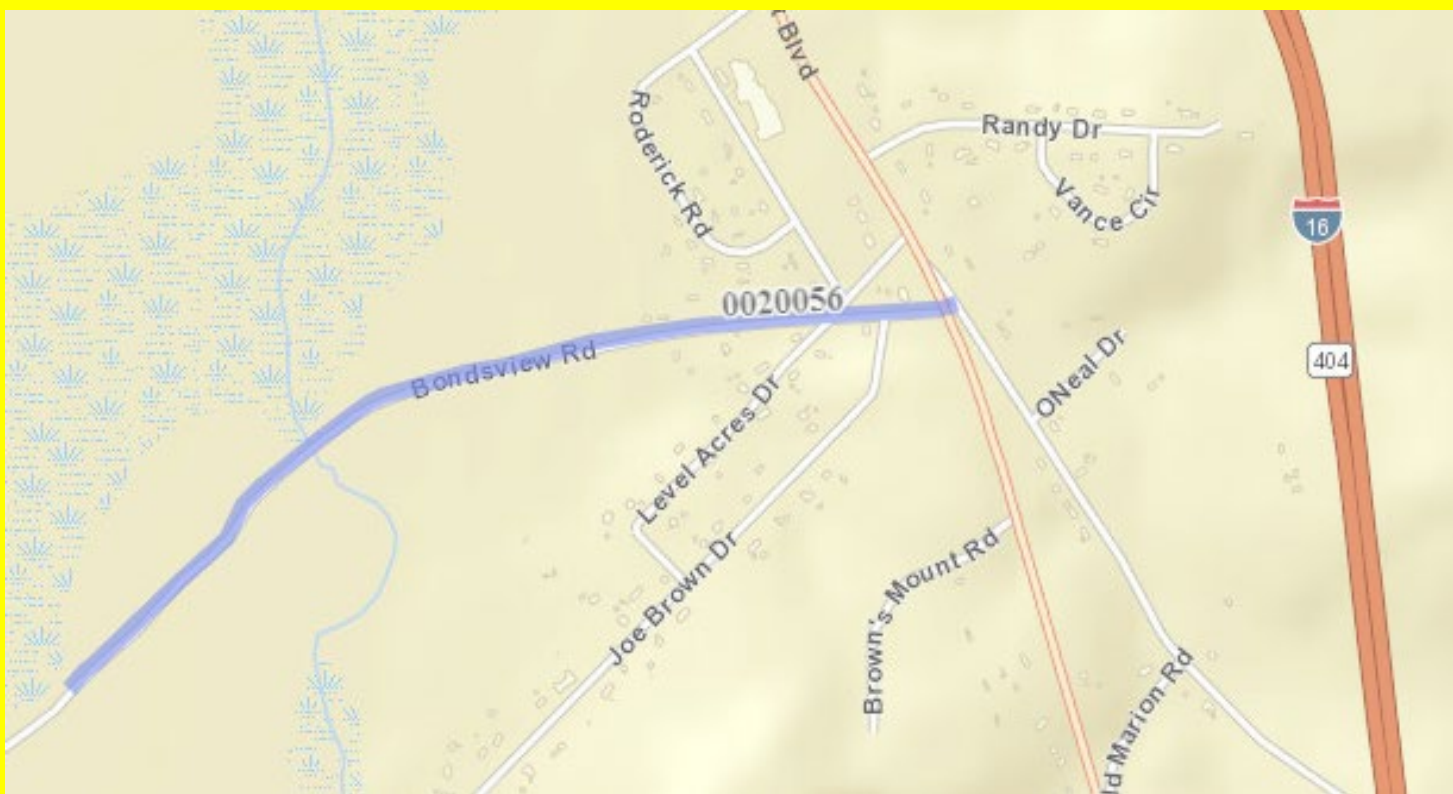 Blvd
Randy Dr
Roderick Rd
Vance Cir
16
0020056
Bondsview Rd
ONeal Dr
404
Level Acres Dr
Joe Brown Dr
Brown's Mount Rd
ld Marion Rd